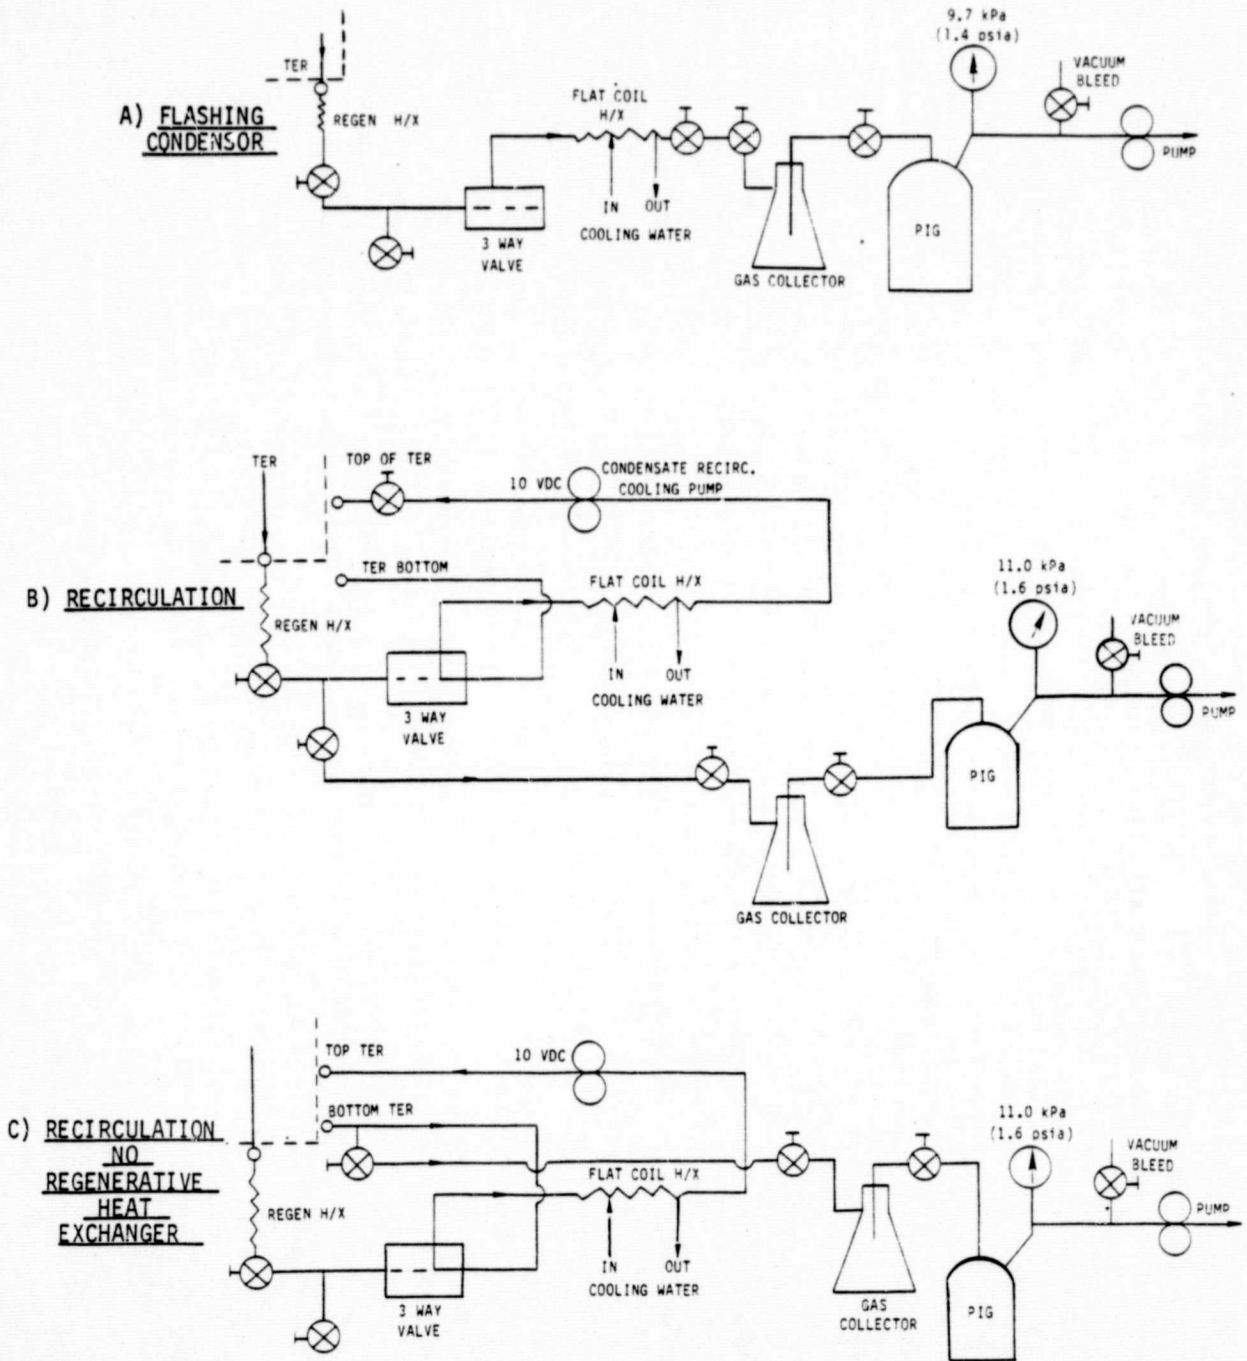 9.7 kPa
(1.4 psia)
TER
VACUUM
BLEED
FLAT COIL
H/X
A) FLASHING
CONDENSOR
REGEN H/X
PUMP
IN OUT
COOLING WATER
3 WAY
VALVE
PIG
GAS COLLECTOR
TER
TOP OF TER
10 VDC
CONDENSATE RECIRC.
COOLING PUMP
TER BOTTOM
FLAT COIL H/X
11.0 kPa
(1.6 psia)
B) RECIRCULATION
REGEN H/X
VACUUM
BLEED
IN OUT
COOLING WATER
3 WAY
VALVE
PUMP
PIG
GAS COLLECTOR
TOP TER
10 VDC
BOTTOM TER
11.0 kPa
(1.6 psia)
C) RECIRCULATION
NO
REGENERATIVE
HEAT
EXCHANGER
FLAT COIL H/X
VACUUM
BLEED
REGEN H/X
PUMP
IN OUT
COOLING WATER
3 WAY
VALVE
GAS
COLLECTOR
PIG